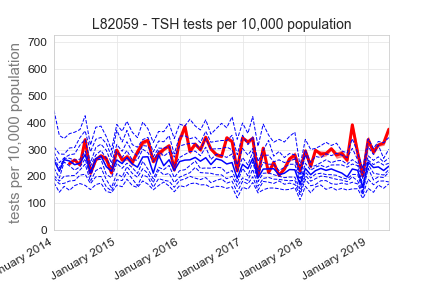 L82059 - TSH tests per 10,000 population
tests per 10,000 population
700
600
500
400
300
200
100
0
nuary 2014
January 2015
January 2016
January 2017
January 2018
January 2019